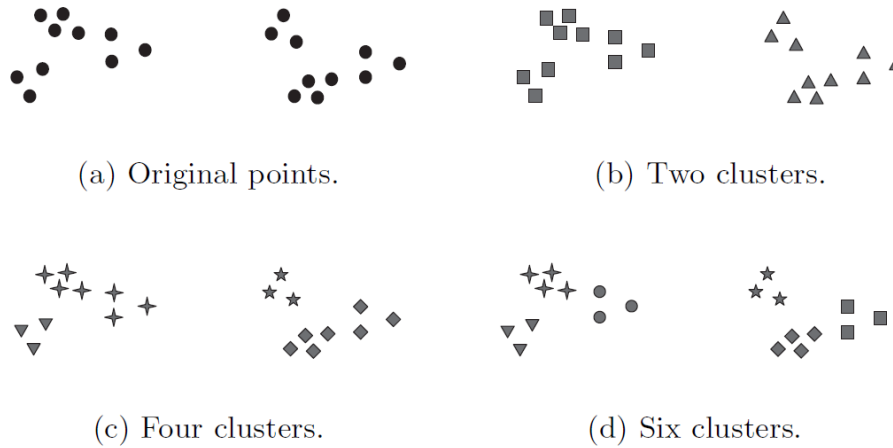 (a) Original points.
(b) Two clusters.
(c) Four clusters.
(d) Six clusters.